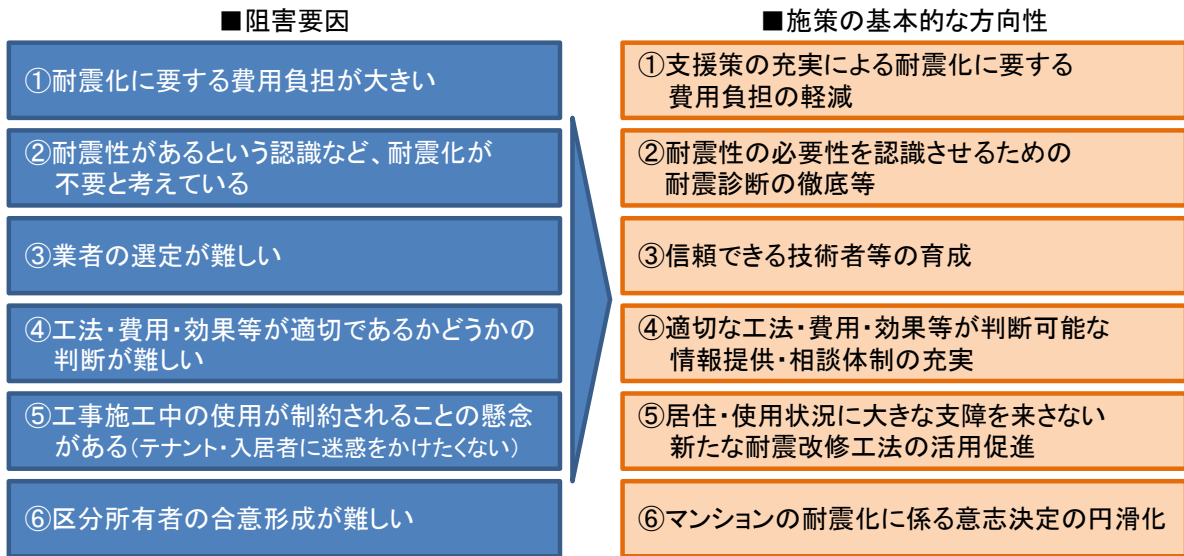 ■阻害要因
①耐震化に要する費用負担が大きい
②耐震性があるという認識など、耐震化が
不要と考えている
③業者の選定が難しい
④工法・費用・効果等が適切であるかどうかの
判断が難しい
⑤工事施工中の使用が制約されることの懸念
がある(テナント・入居者に迷惑をかけたくない)
⑥区分所有者の合意形成が難しい
■施策の基本的な方向性
①支援策の充実による耐震化に要する
費用負担の軽減
②耐震性の必要性を認識させるための
耐震診断の徹底等
③信頼できる技術者等の育成
④適切な工法・費用・効果等が判断可能な
情報提供・相談体制の充実
⑤居住・使用状況に大きな支障を来さない
新たな耐震改修工法の活用促進
⑥マンションの耐震化に係る意志決定の円滑化